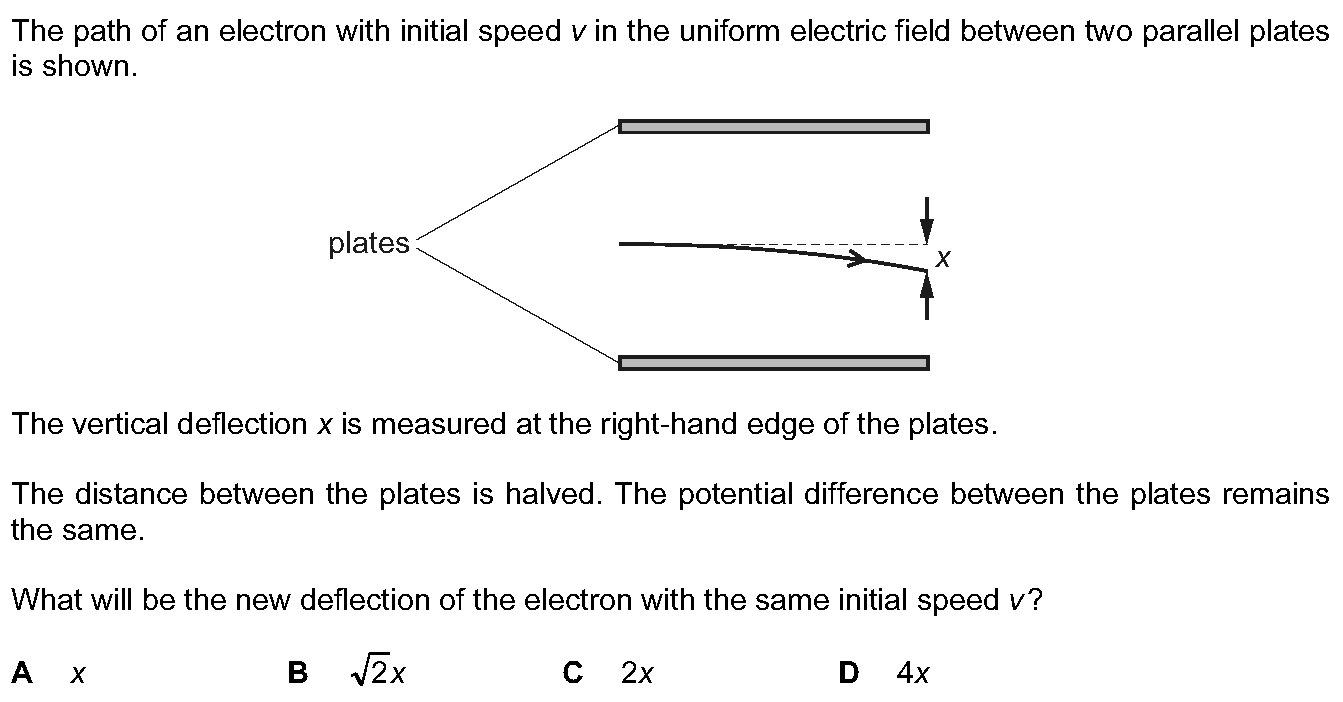 The path of an electron with initial speed v in the uniform electric field between two parallel plates
is shown.
plates
x
The vertical deflection x is measured at the right-hand edge of the plates.
The distance between the plates is halved. The potential difference between the plates remains
the same.
What will be the new deflection of the electron with the same initial speed v?
A x B √2x C 2x D 4x